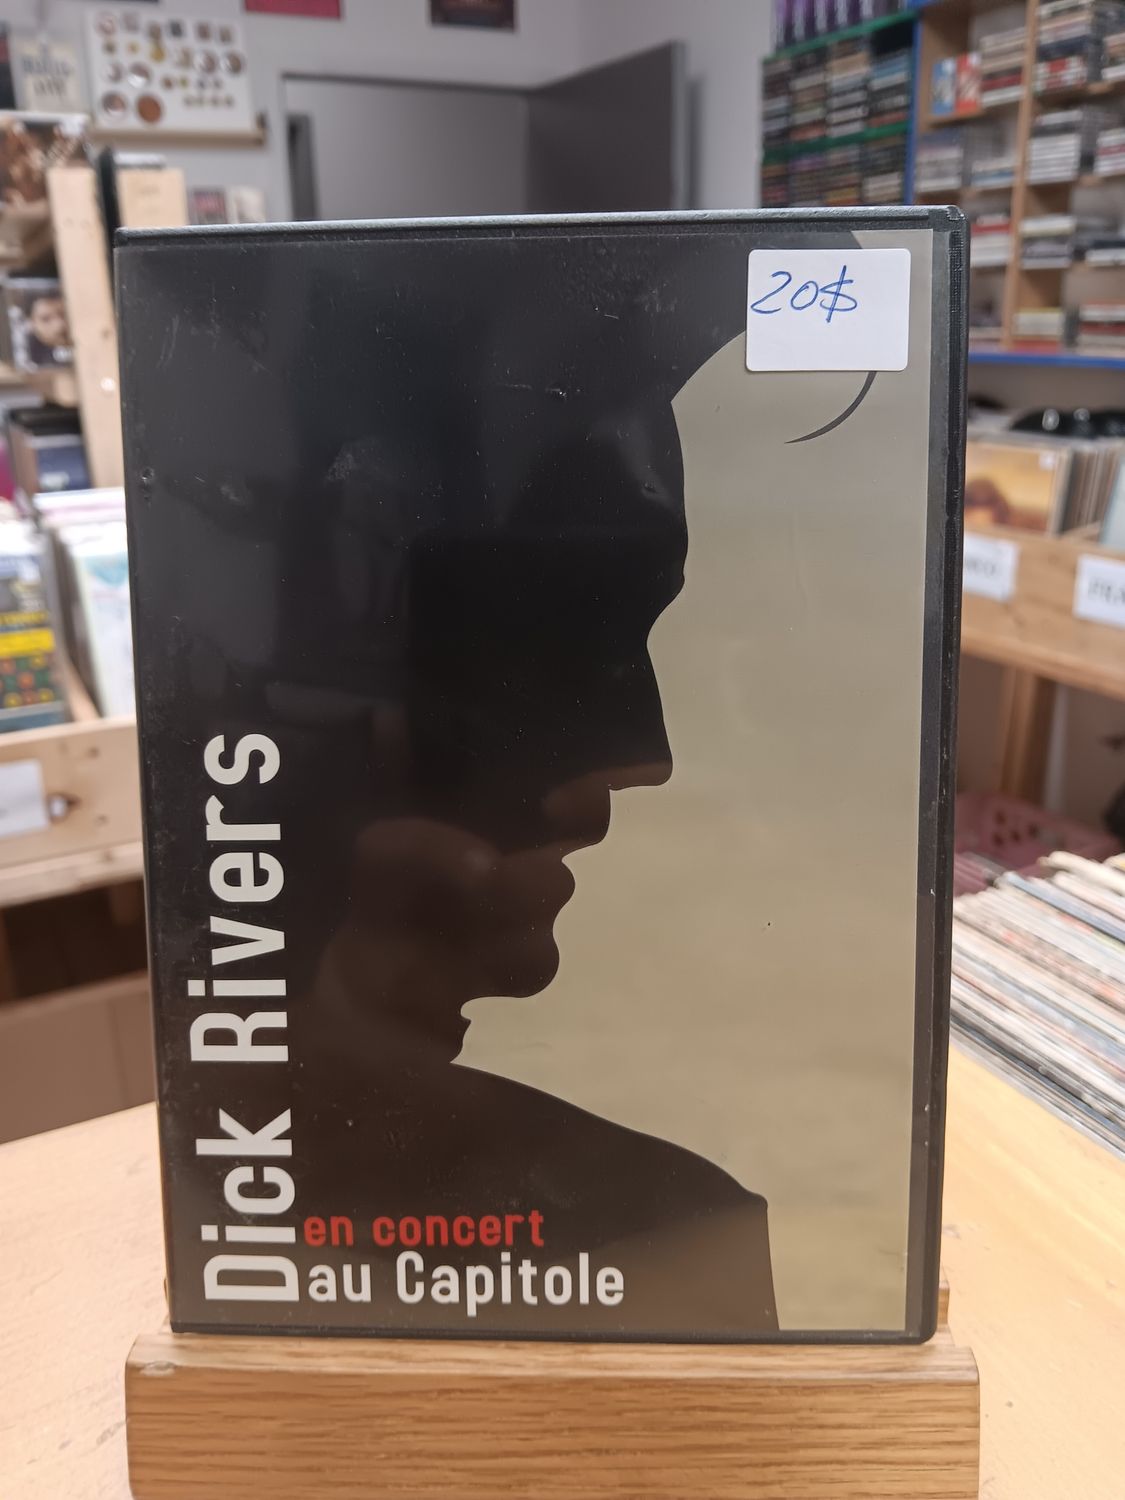 20$
Dick Rivers
en concert
au Capitole